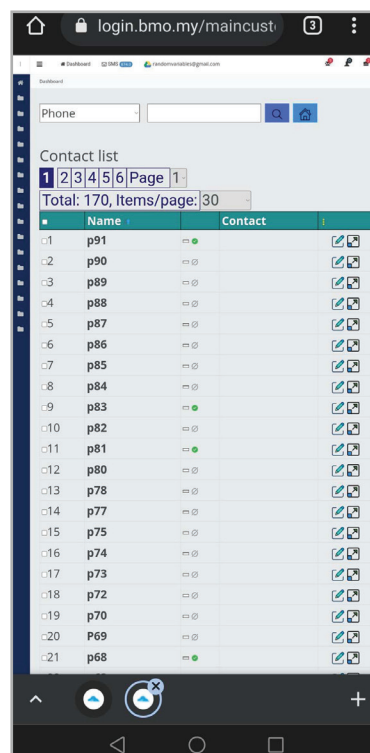 login.bmo.my/maincust
3
Dashboard
SMS
randomvariables@gmail.com
Dashboard
Phone
Contact list
1 2 3 4 5 6 Page 1
Total: 170, Items/page: 30
Name Contact
1 p91
2 p90
3 p89
4 p88
5 p87
6 p86
7 p85
8 p84
9 p83
10 p82
11 p81
12 p80
13 p78
14 p77
15 p75
16 p74
17 p73
18 p72
19 p70
20 P69
21 p68